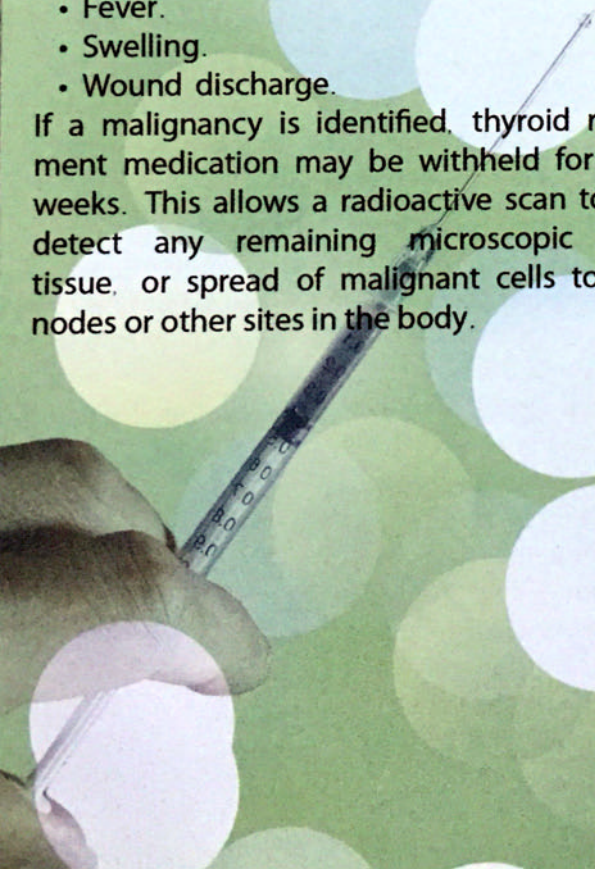 • Fever.
• Swelling.
• Wound discharge.
If a malignancy is identified, thyroid
ment medication may be withheld for
weeks. This allows a radioactive scan to
detect any remaining microscopic
tissue, or spread of malignant cells to
nodes or other sites in the body.